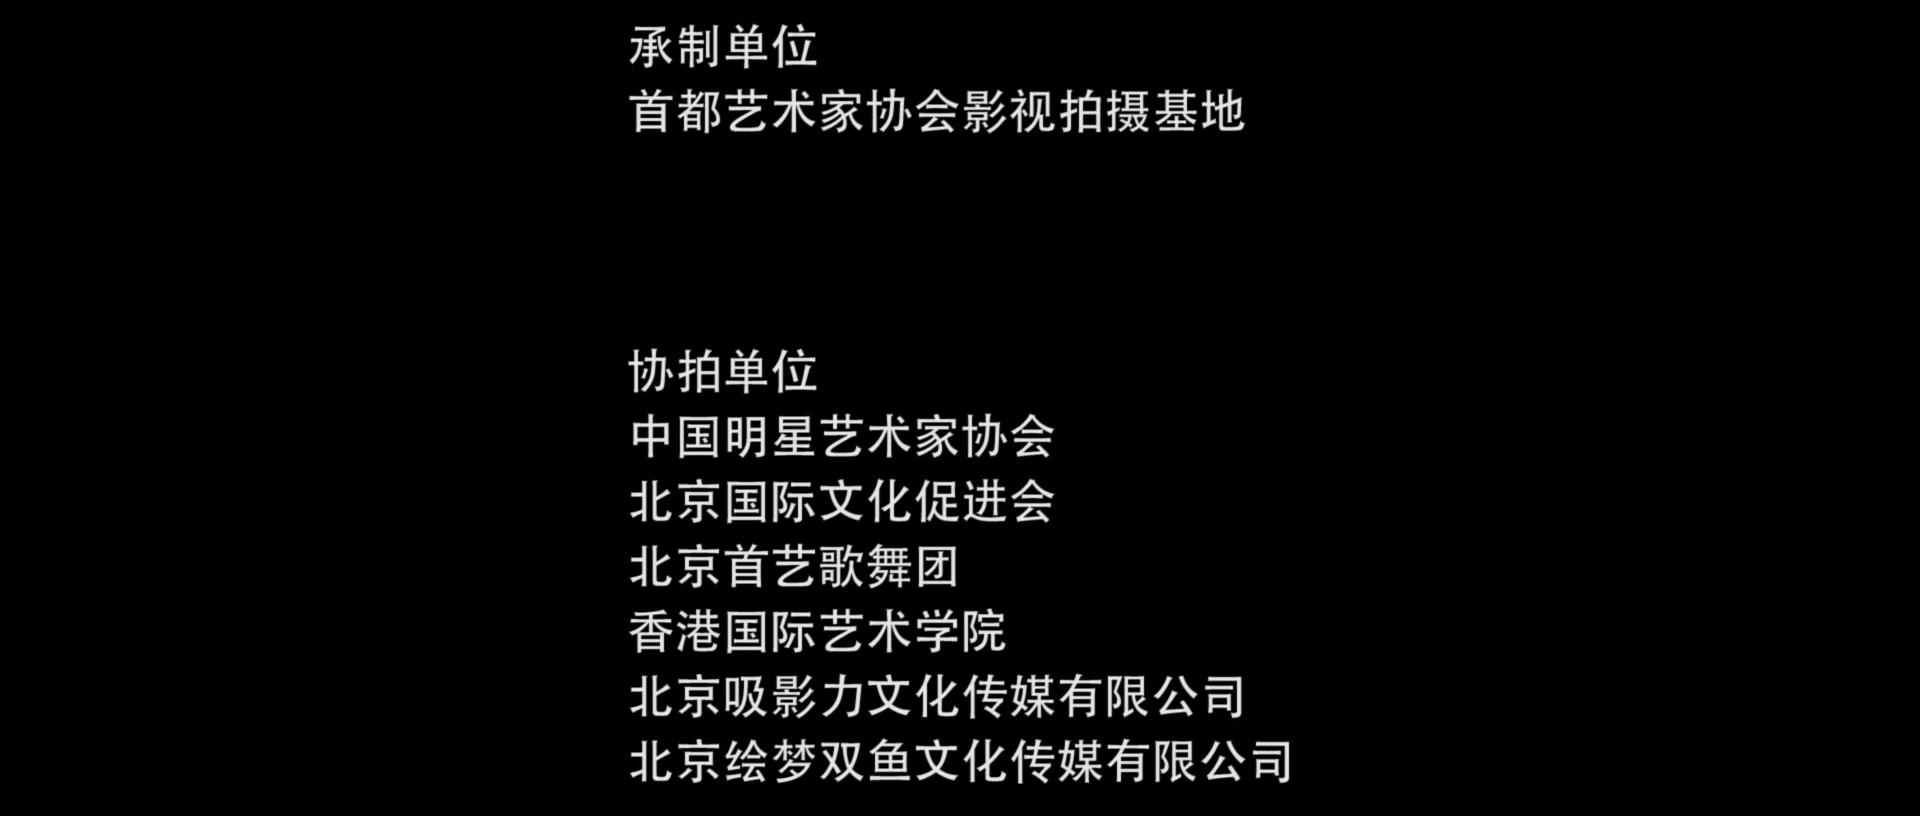 承制单位
首都艺术家协会影视拍摄基地
协拍单位
中国明星艺术家协会
北京国际文化促进会
北京首艺歌舞团
香港国际艺术学院
北京吸影力文化传媒有限公司
北京绘梦双鱼文化传媒有限公司